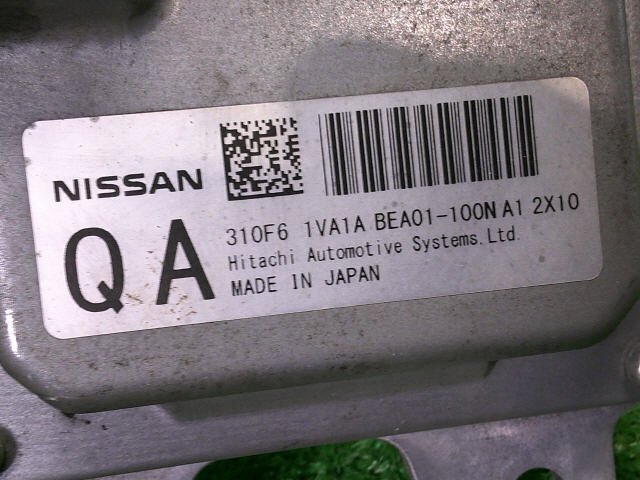 NISSAN
QA
310F6 1VA1A BEA01-100N A1 2X10
Hitachi Automotive Systems.Ltd.
MADE IN JAPAN